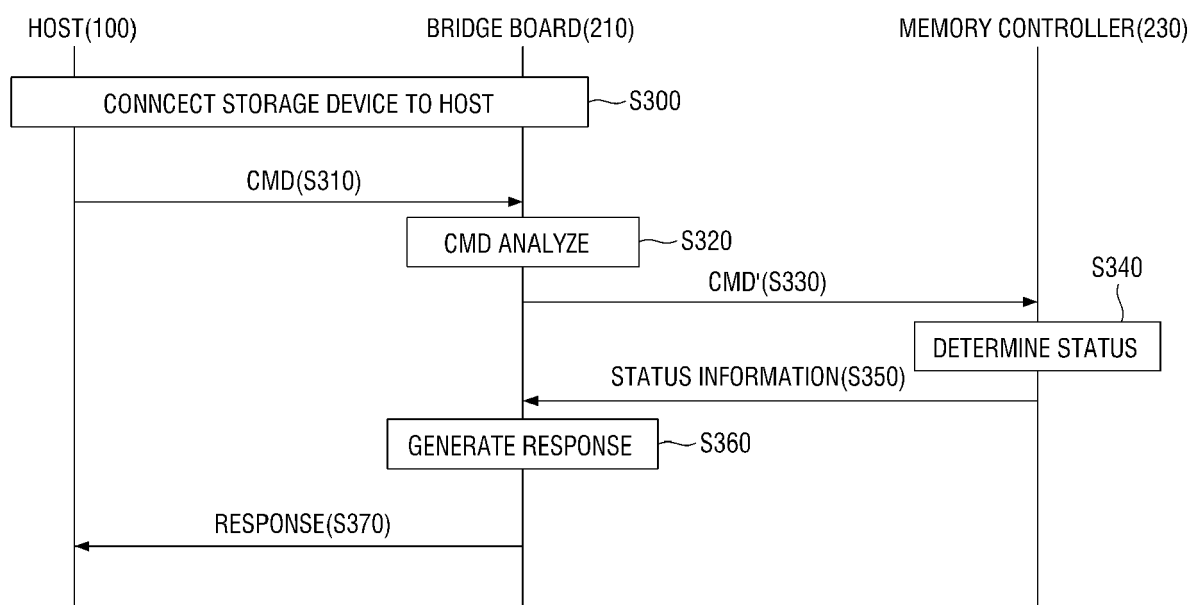 HOST(100)
BRIDGE BOARD(210)
MEMORY CONTROLLER(230)
CONNCECT STORAGE DEVICE TO HOST
S300
CMD(S310)
CMD ANALYZE
S320
CMD'(S330)
S340
DETERMINE STATUS
STATUS INFORMATION(S350)
GENERATE RESPONSE
S360
RESPONSE(S370)